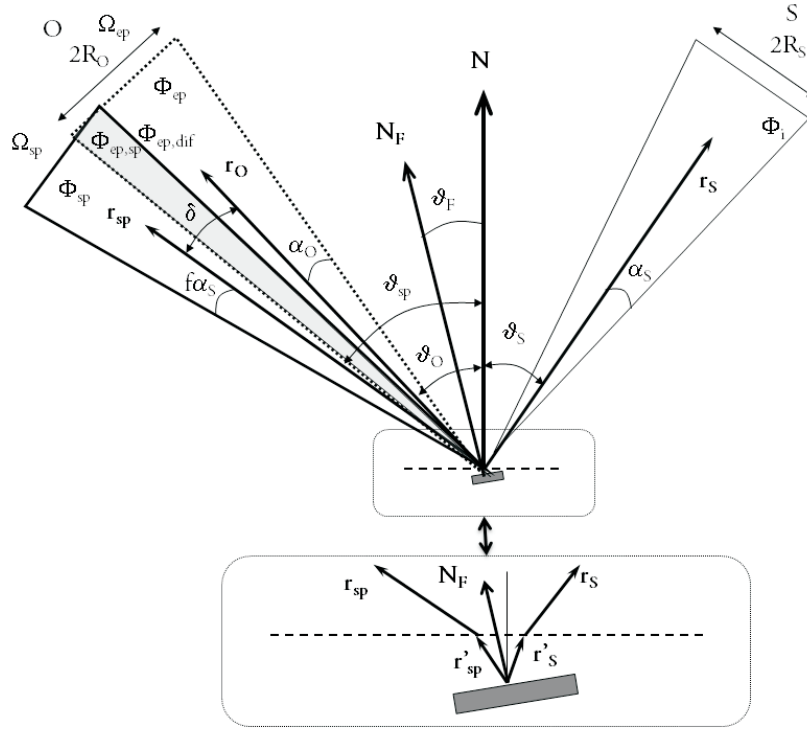 O
Ω_ep
S
2R_O
2R_S
N
Φ_ep
Φ_i
N_F
Ω_sp
Φ_ep,sp
Φ_ep,dif
r_O
r_S
Φ_sp
ϑ_F
r_sp
δ
α_O
α_S
fα_S
ϑ_sp
ϑ_S
ϑ_O
r_sp
N_F
r_S
r'_sp
r'_S